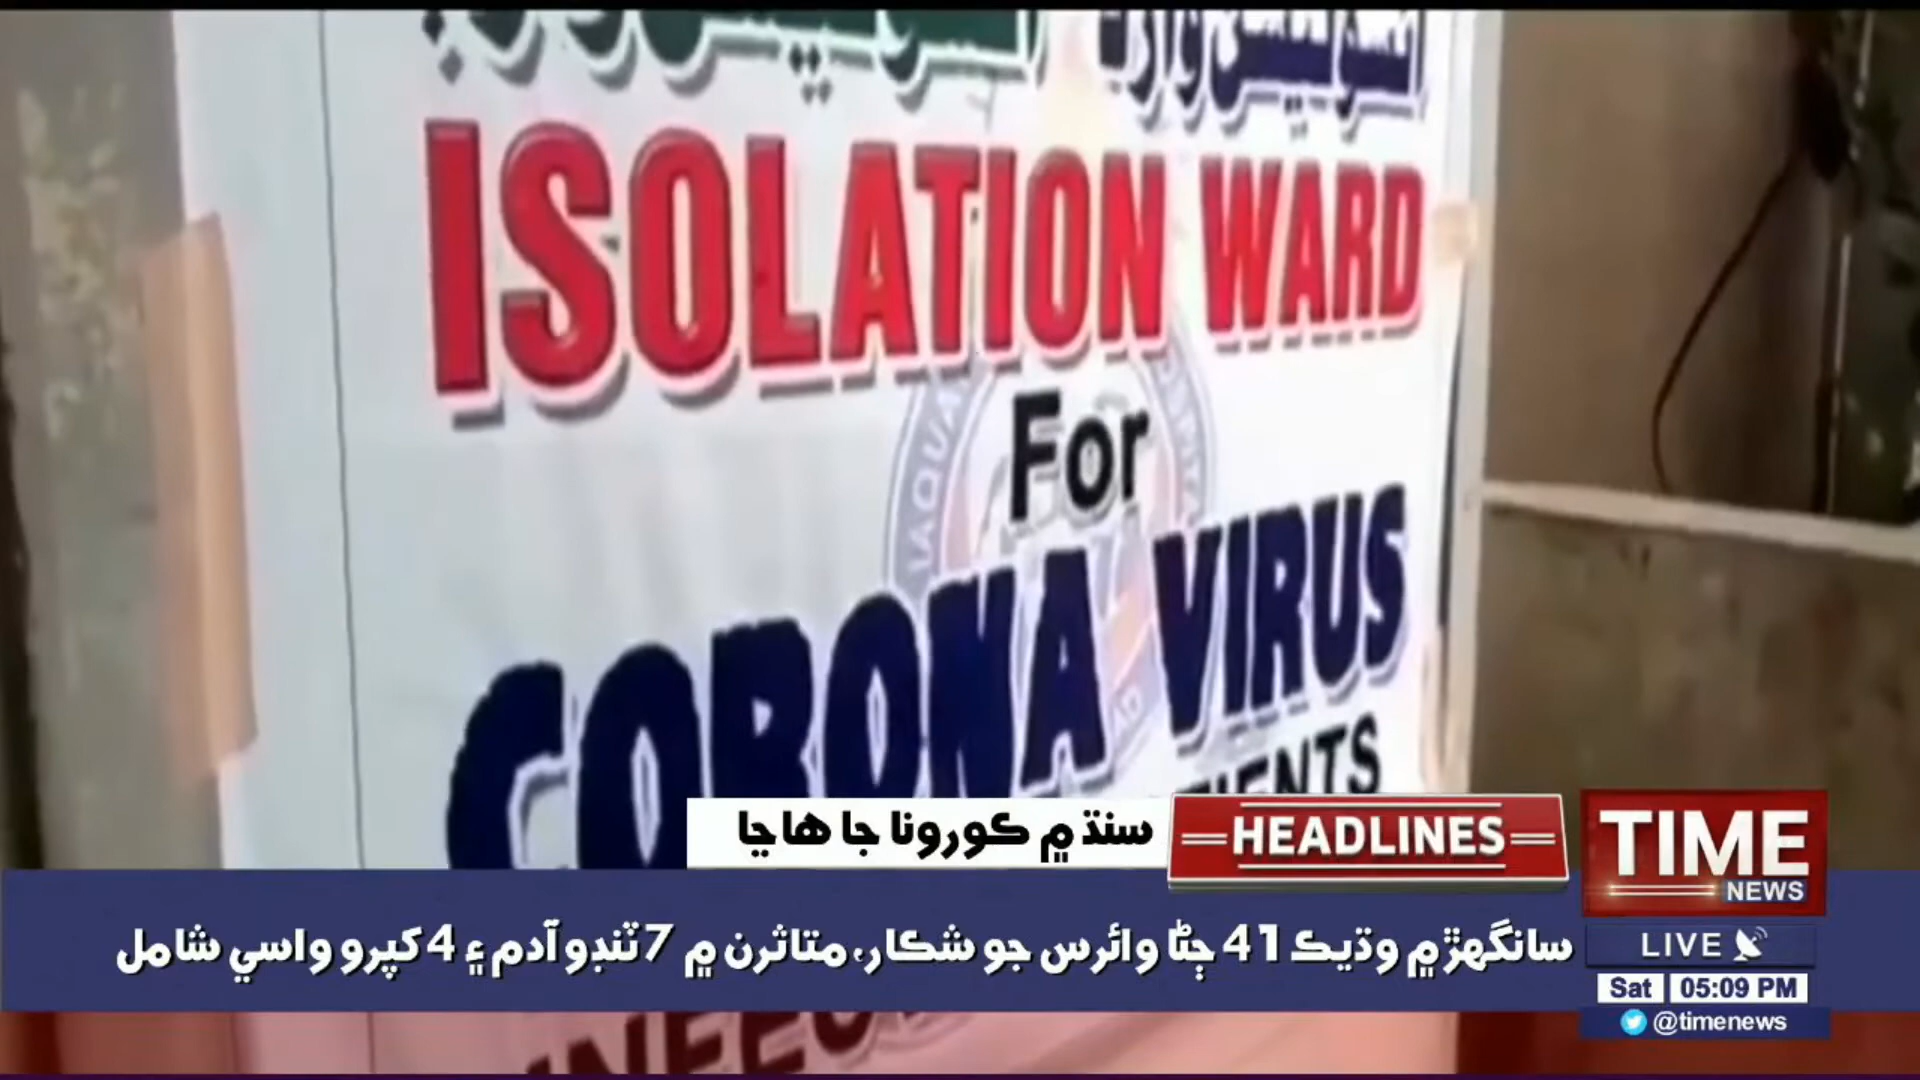 ISOLATION WARD
For
CORONA VIRUS
سنڌ ۾ ڪورونا جا هاڃا
HEADLINES
TIME
NEWS
سانگهڙ ۾ وڌيڪ 41 ڄڻا وائرس جو شڪار، متاثرن ۾ 7 ٽنڊو آدم ۽ 4 کپرو واسي شامل
LIVE
Sat 05:09 PM
@timenews